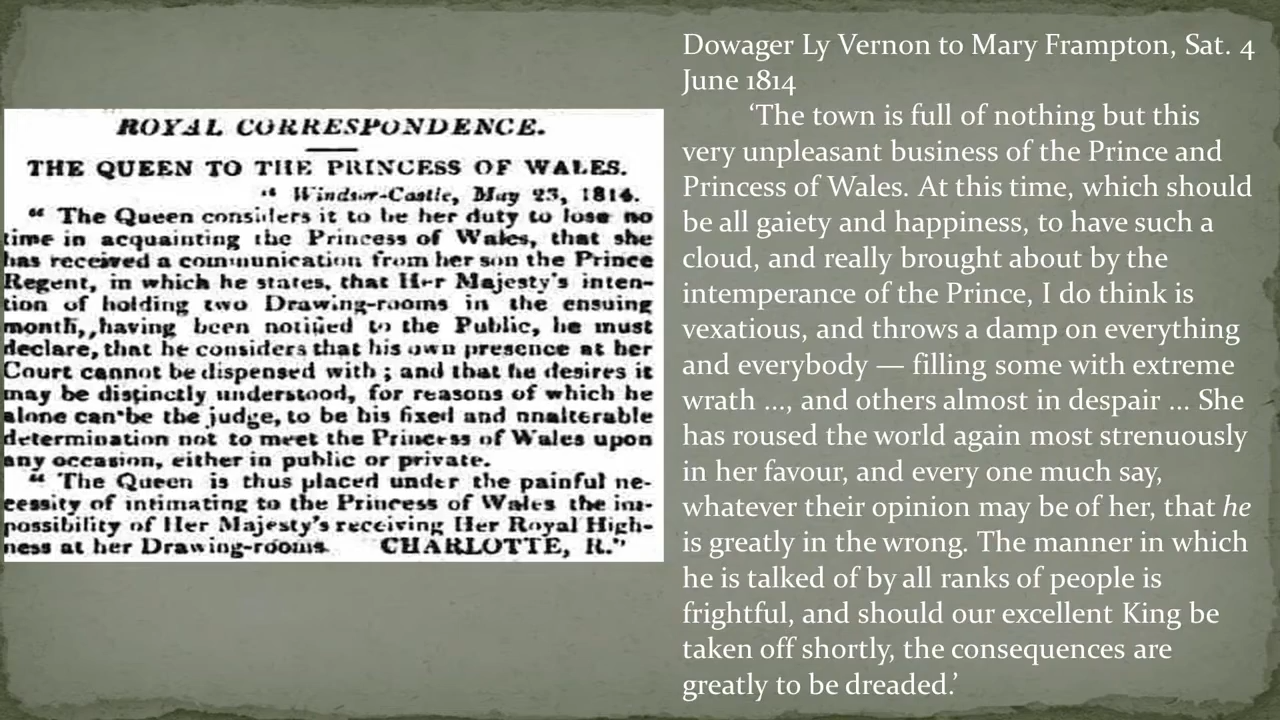 ROYAL CORRESPONDENCE.
THE QUEEN TO THE PRINCESS OF WALES.
“ Windsor-Castle, May 23, 1814.
“ The Queen considers it to be her duty to lose no
time in acquainting the Princess of Wales, that she
has received a communication from her son the Prince
Regent, in which he states, that Her Majesty's inten-
tion of holding two Drawing-rooms in the ensuing
month, having been notified to the Public, he must
declare, that he considers that his own presence at her
Court cannot be dispensed with ; and that he desires it
may be distinctly understood, for reasons of which he
alone can be the judge, to be his fixed and unalterable
determination not to meet the Princess of Wales upon
any occasion, either in public or private.
“ The Queen is thus placed under the painful ne-
cessity of intimating to the Princess of Wales the im-
possibility of Her Majesty's receiving Her Royal High-
ness at her Drawing-rooms. CHARLOTTE, R.”
Dowager Ly Vernon to Mary Frampton, Sat. 4
June 1814
‘The town is full of nothing but this
very unpleasant business of the Prince and
Princess of Wales. At this time, which should
be all gaiety and happiness, to have such a
cloud, and really brought about by the
intemperance of the Prince, I do think is
vexatious, and throws a damp on everything
and everybody — filling some with extreme
wrath ..., and others almost in despair ... She
has roused the world again most strenuously
in her favour, and every one much say,
whatever their opinion may be of her, that he
is greatly in the wrong. The manner in which
he is talked of by all ranks of people is
frightful, and should our excellent King be
taken off shortly, the consequences are
greatly to be dreaded.’